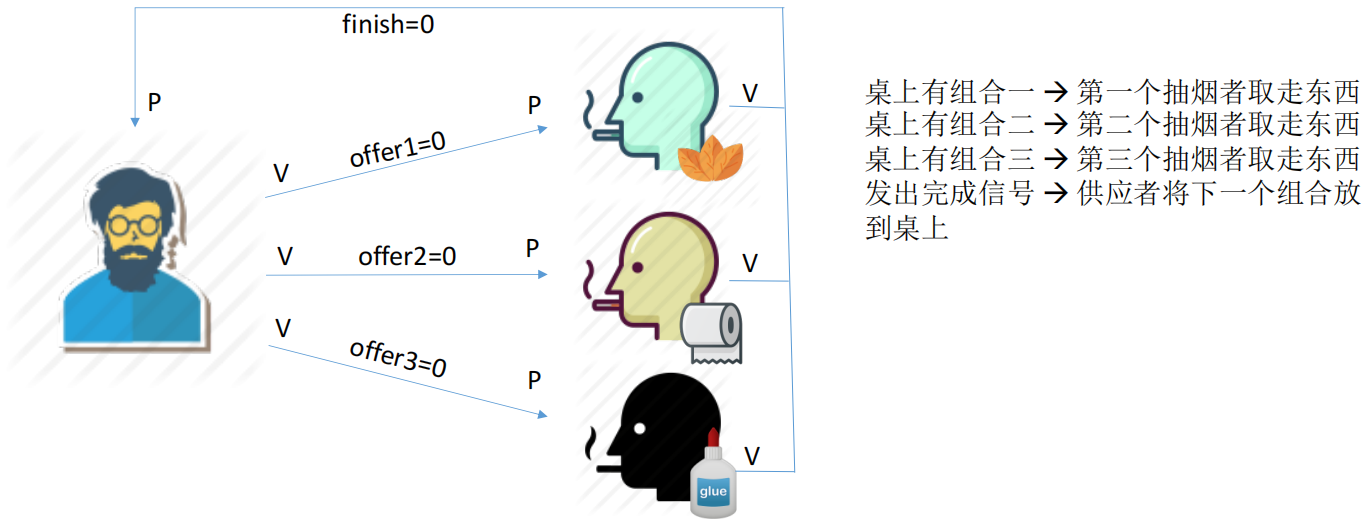 finish=0
P
V
offer1=0
P
V
V
offer2=0
P
V
V
offer3=0
P
V
glue
桌上有组合一 → 第一个抽烟者取走东西
桌上有组合二 → 第二个抽烟者取走东西
桌上有组合三 → 第三个抽烟者取走东西
发出完成信号 → 供应者将下一个组合放
到桌上